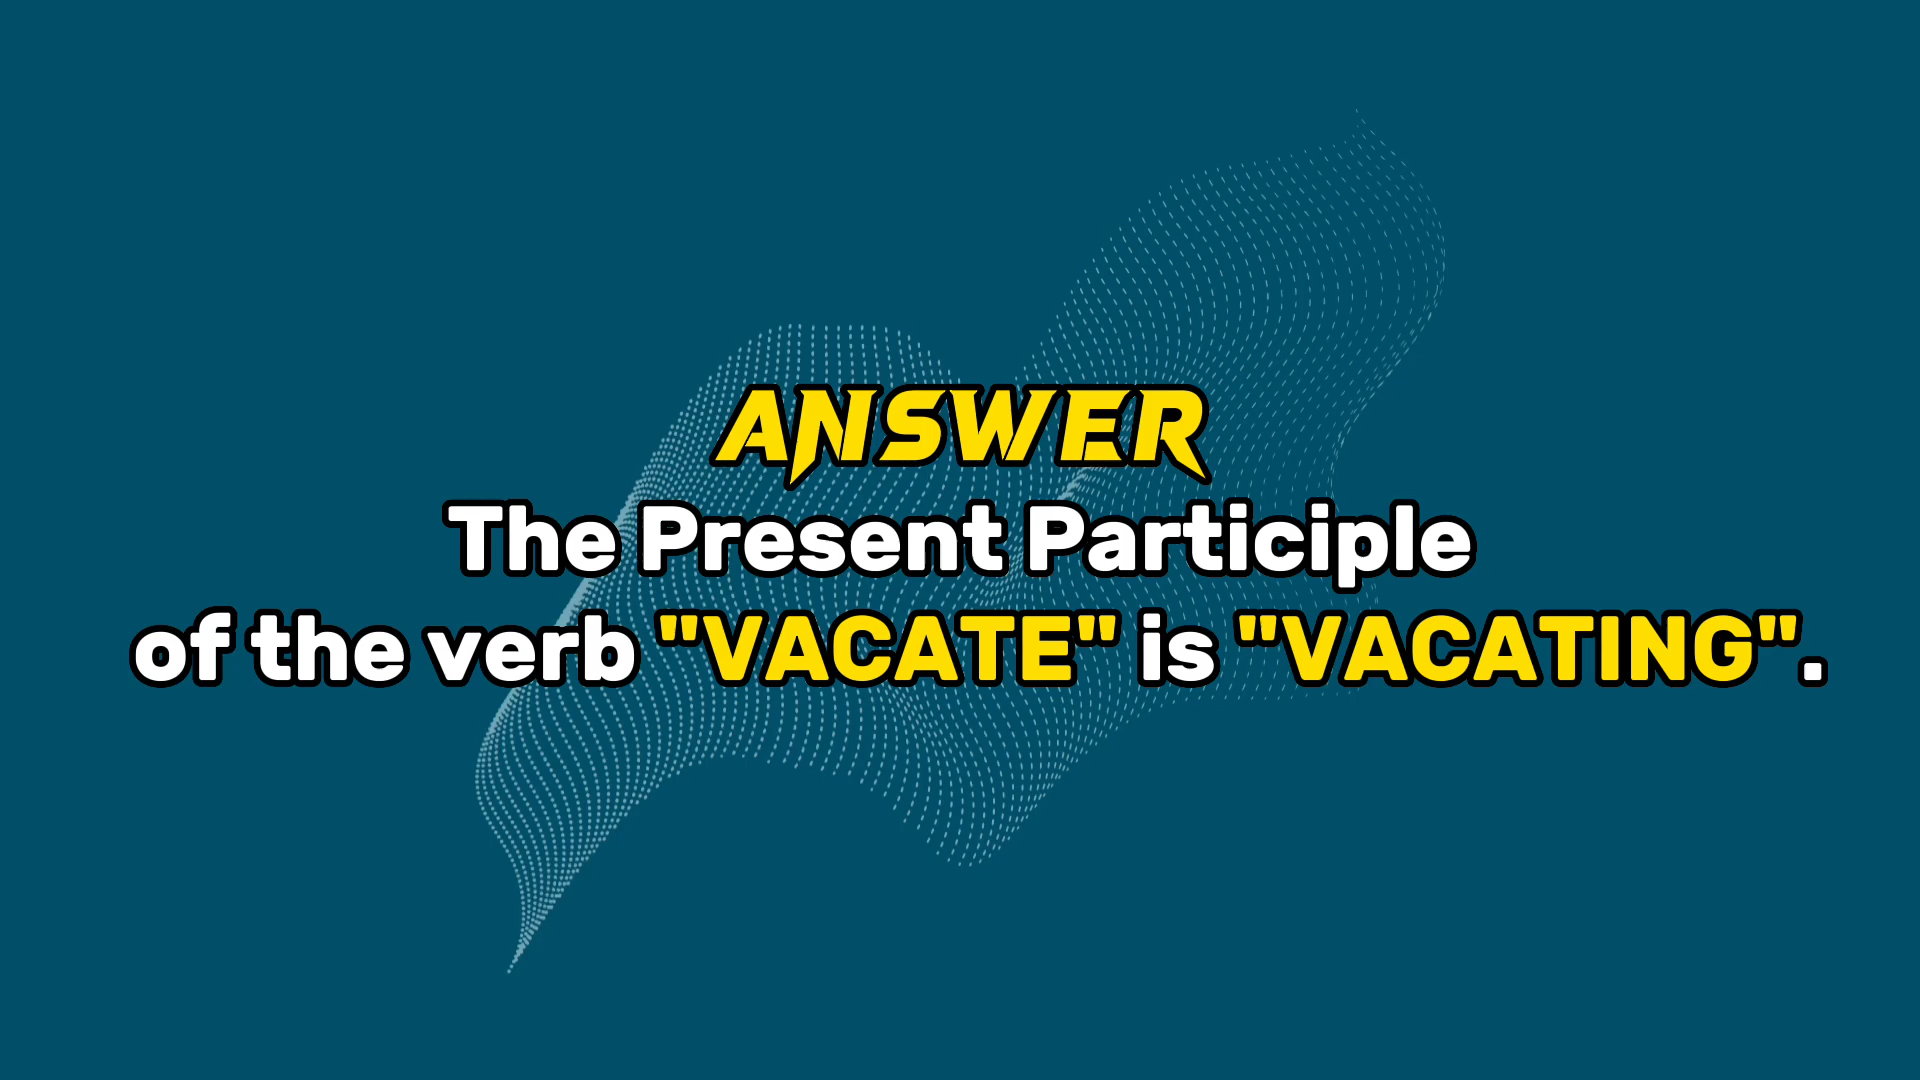 ANSWER
The Present Participle
of the verb "VACATE" is "VACATING".